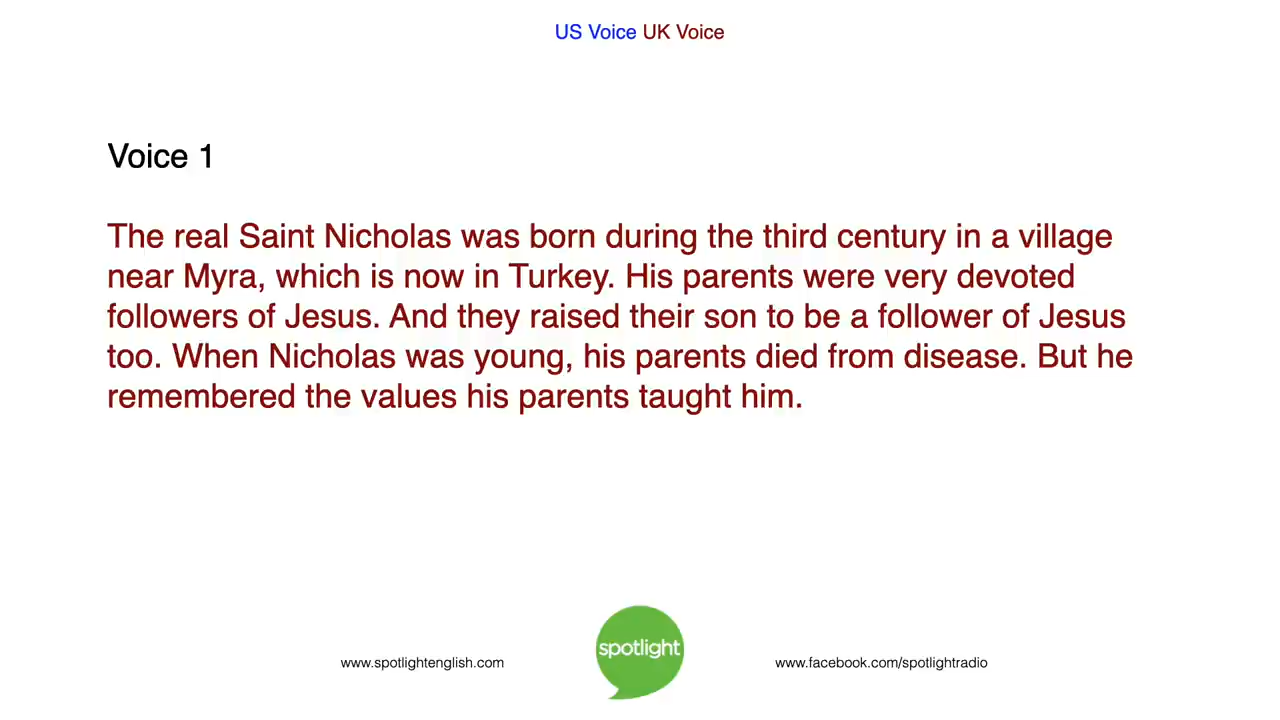 US Voice UK Voice
Voice 1
The real Saint Nicholas was born during the third century in a village
near Myra, which is now in Turkey. His parents were very devoted
followers of Jesus. And they raised their son to be a follower of Jesus
too. When Nicholas was young, his parents died from disease. But he
remembered the values his parents taught him.
spotlight
www.spotlightenglish.com
www.facebook.com/spotlightradio